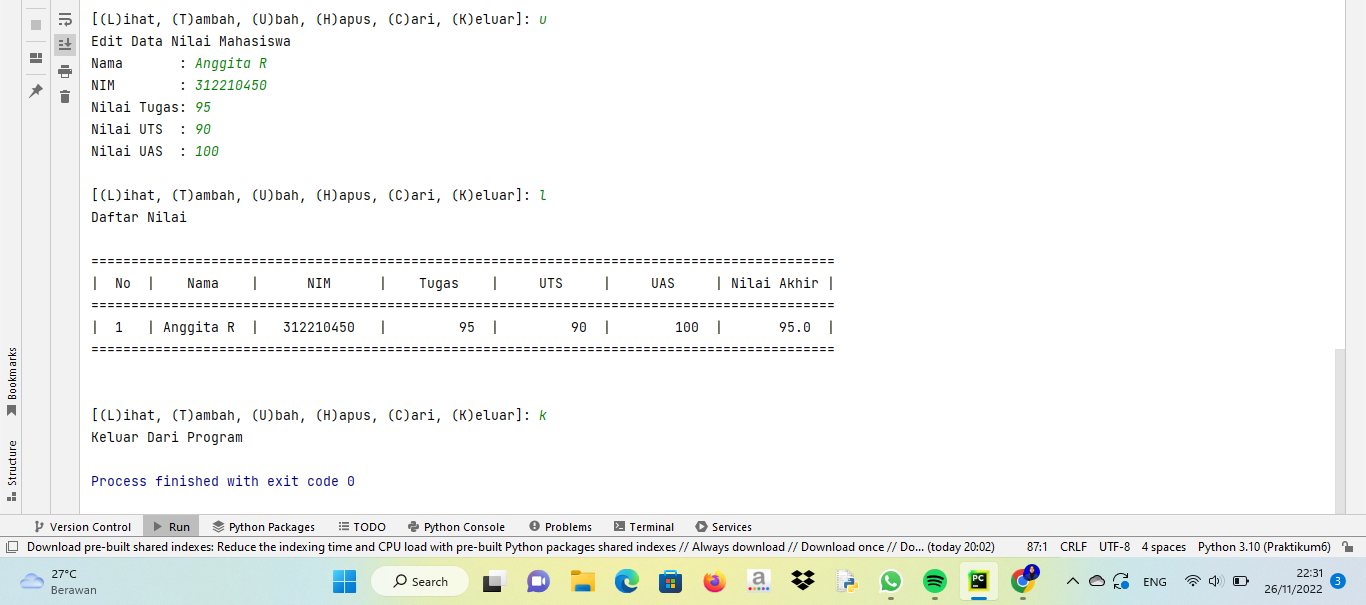 [(L)ihat, (T)ambah, (U)bah, (H)apus, (C)ari, (K)eluar]: u
Edit Data Nilai Mahasiswa
Nama       : Anggita R
NIM        : 312210450
Nilai Tugas: 95
Nilai UTS  : 90
Nilai UAS  : 100
[(L)ihat, (T)ambah, (U)bah, (H)apus, (C)ari, (K)eluar]: l
Daftar Nilai
=============================================================================================
|  No  |    Nama    |      NIM      |    Tugas    |     UTS     |     UAS     | Nilai Akhir |
=============================================================================================
|  1   | Anggita R  |   312210450   |         95  |         90  |        100  |       95.0  |
=============================================================================================
[(L)ihat, (T)ambah, (U)bah, (H)apus, (C)ari, (K)eluar]: k
Keluar Dari Program
Process finished with exit code 0
Bookmarks
Structure
Version Control Run Python Packages TODO Python Console Problems Terminal Services
Download pre-built shared indexes: Reduce the indexing time and CPU load with pre-built Python packages shared indexes // Always download // Download once // Do... (today 20:02) 87:1 CRLF UTF-8 4 spaces Python 3.10 (Praktikum6)
27°C
Berawan
Search
a
PC
ENG
22:31
26/11/2022
3